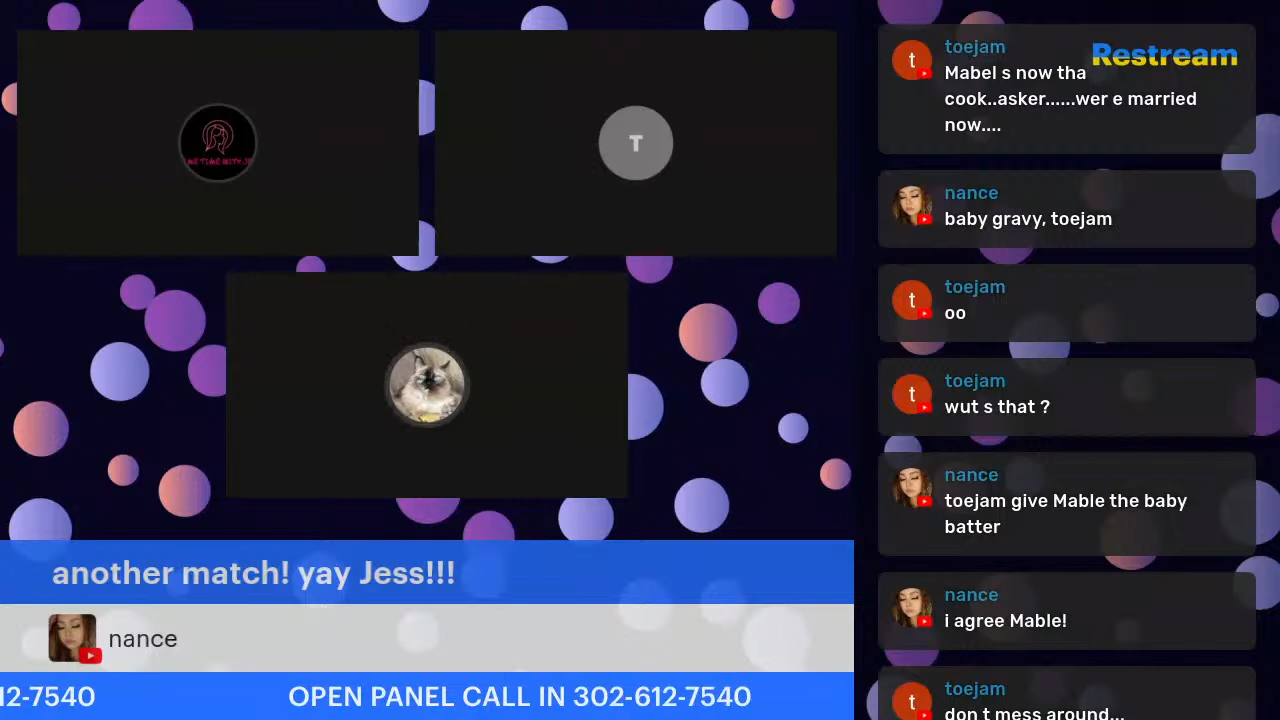 TIME WITH
T
another match! yay Jess!!!
nance
12-7540
OPEN PANEL CALL IN 302-612-7540
Restream
t
toejam
Mabel s now tha
cook..asker......wer e married
now....
nance
baby gravy, toejam
t
toejam
oo
t
toejam
wut s that ?
nance
toejam give Mable the baby
batter
nance
i agree Mable!
t
toejam
don t mess around...